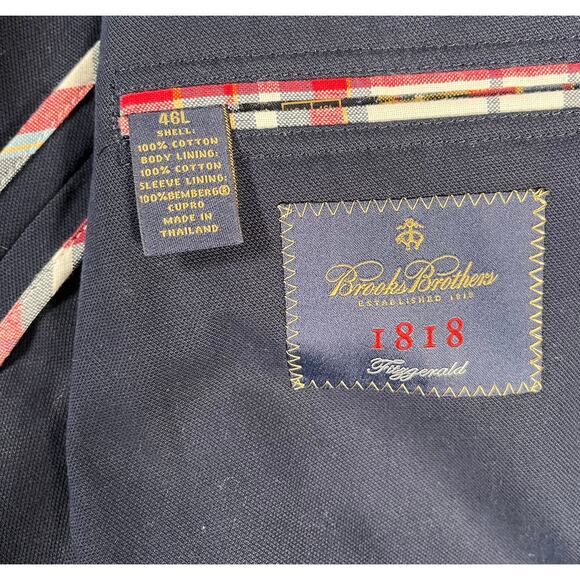 46L
SHELL:
100% COTTON
BODY LINING:
100% COTTON
SLEEVE LINING:
100%BEMBERG®
CUPRO
MADE IN
THAILAND
Brooks Brothers
ESTABLISHED 1818
1818
Fitzgerald